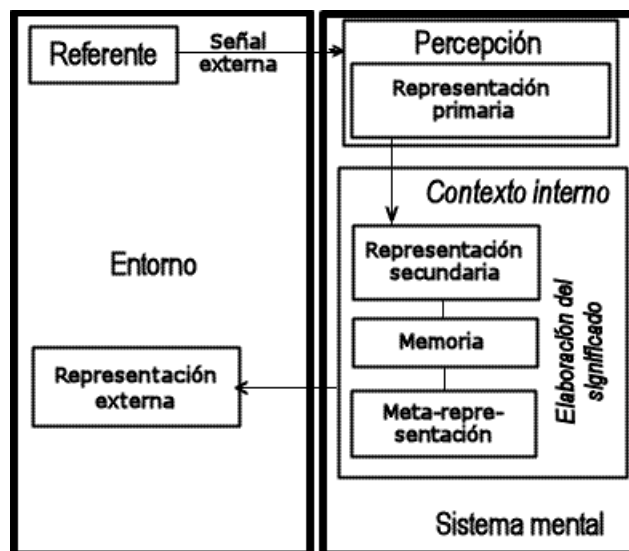 Referente
Señal
externa
Percepción
Representación
primaria
Contexto interno
Representación
secundaria
Entorno
Memoria
Elaboración del
significado
Representación
externa
Meta-repre-
sentación
Sistema mental